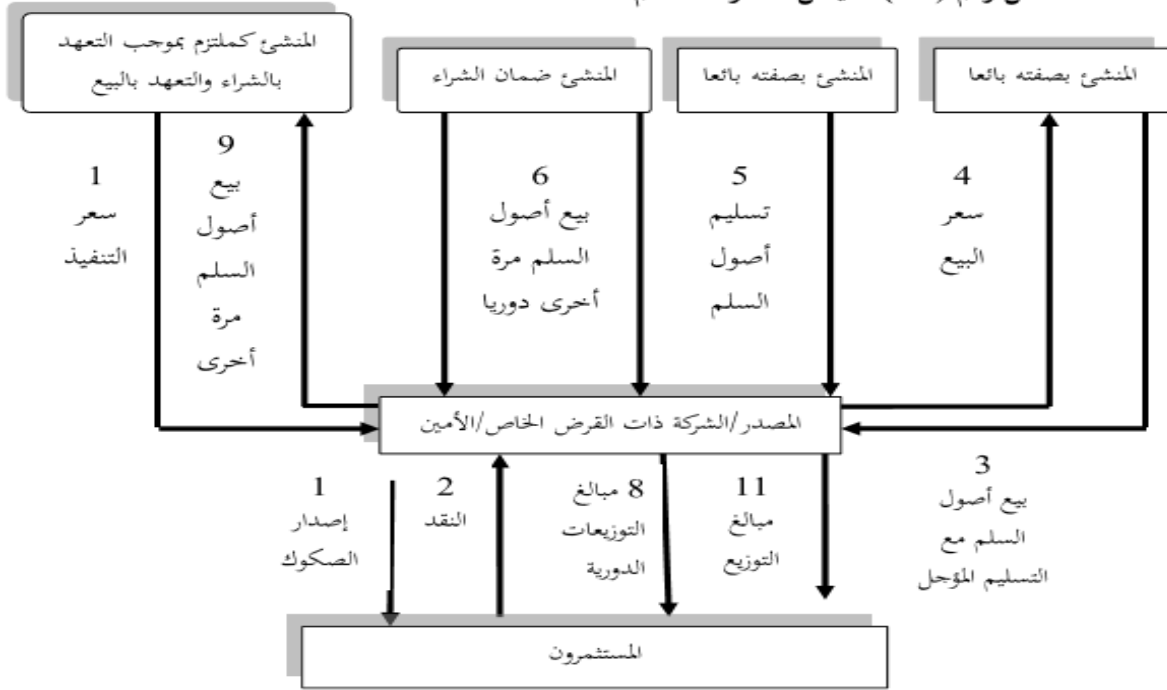 المنشئ كملتزم بموجب التعهد
بالشراء والتعهد بالبيع
المنشئ ضمان الشراء
المنشئ بصفته بائعا
المنشئ بصفته بائعا
1
سعر
التنفيذ
9
بيع
أصول
السلم
مرة
أخرى
6
بيع أصول
السلم مرة
أخرى دوريا
5
تسليم
أصول
السلم
4
سعر
البيع
المصدر/الشركة ذات القرض الخاص/الأمين
1
إصدار
الصكوك
2
النقد
8 مبالغ
التوزيعات
الدورية
11
مبالغ
التوزيع
3
بيع أصول
السلم مع
التسليم المؤجل
المستثمرون